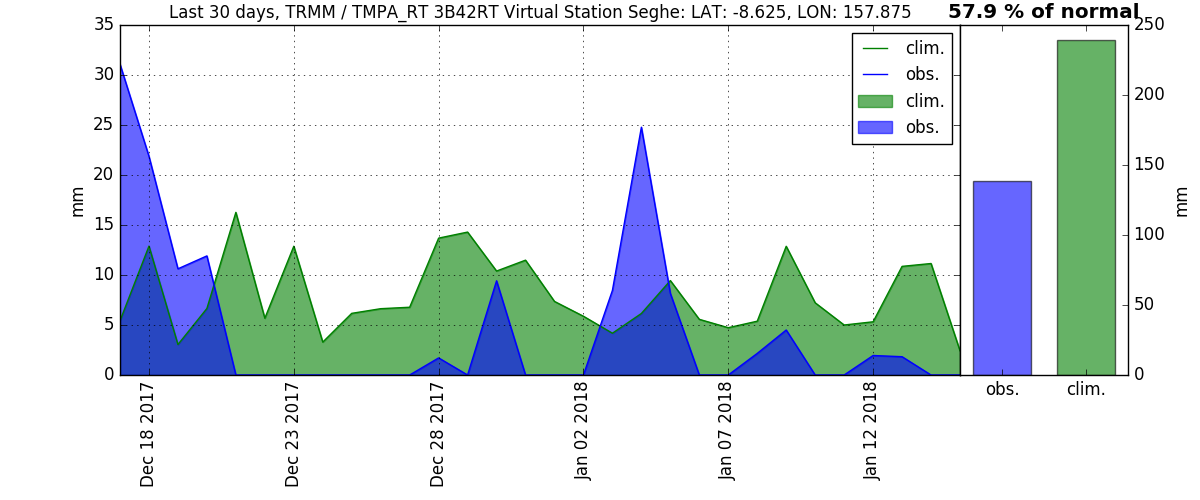 Last 30 days, TRMM / TMPA_RT 3B42RT Virtual Station Seghe: LAT: -8.625, LON: 157.875
57.9 % of normal
35
30
25
20
15
10
5
0
mm
clim.
obs.
clim.
obs.
Dec 18 2017
Dec 23 2017
Dec 28 2017
Jan 02 2018
Jan 07 2018
Jan 12 2018
250
200
150
100
50
0
mm
obs.
clim.